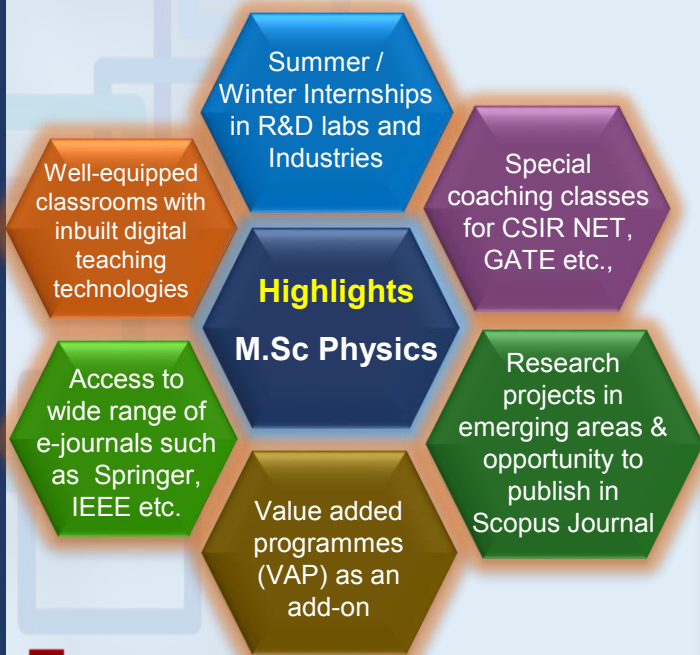 Summer /
Winter Internships
in R&D labs and
Industries
Well-equipped
classrooms with
inbuilt digital
teaching
technologies
Special
coaching classes
for CSIR NET,
GATE etc.,
Highlights
M.Sc Physics
Access to
wide range of
e-journals such
as Springer,
IEEE etc.
Research
projects in
emerging areas &
opportunity to
publish in
Scopus Journal
Value added
programmes
(VAP) as an
add-on